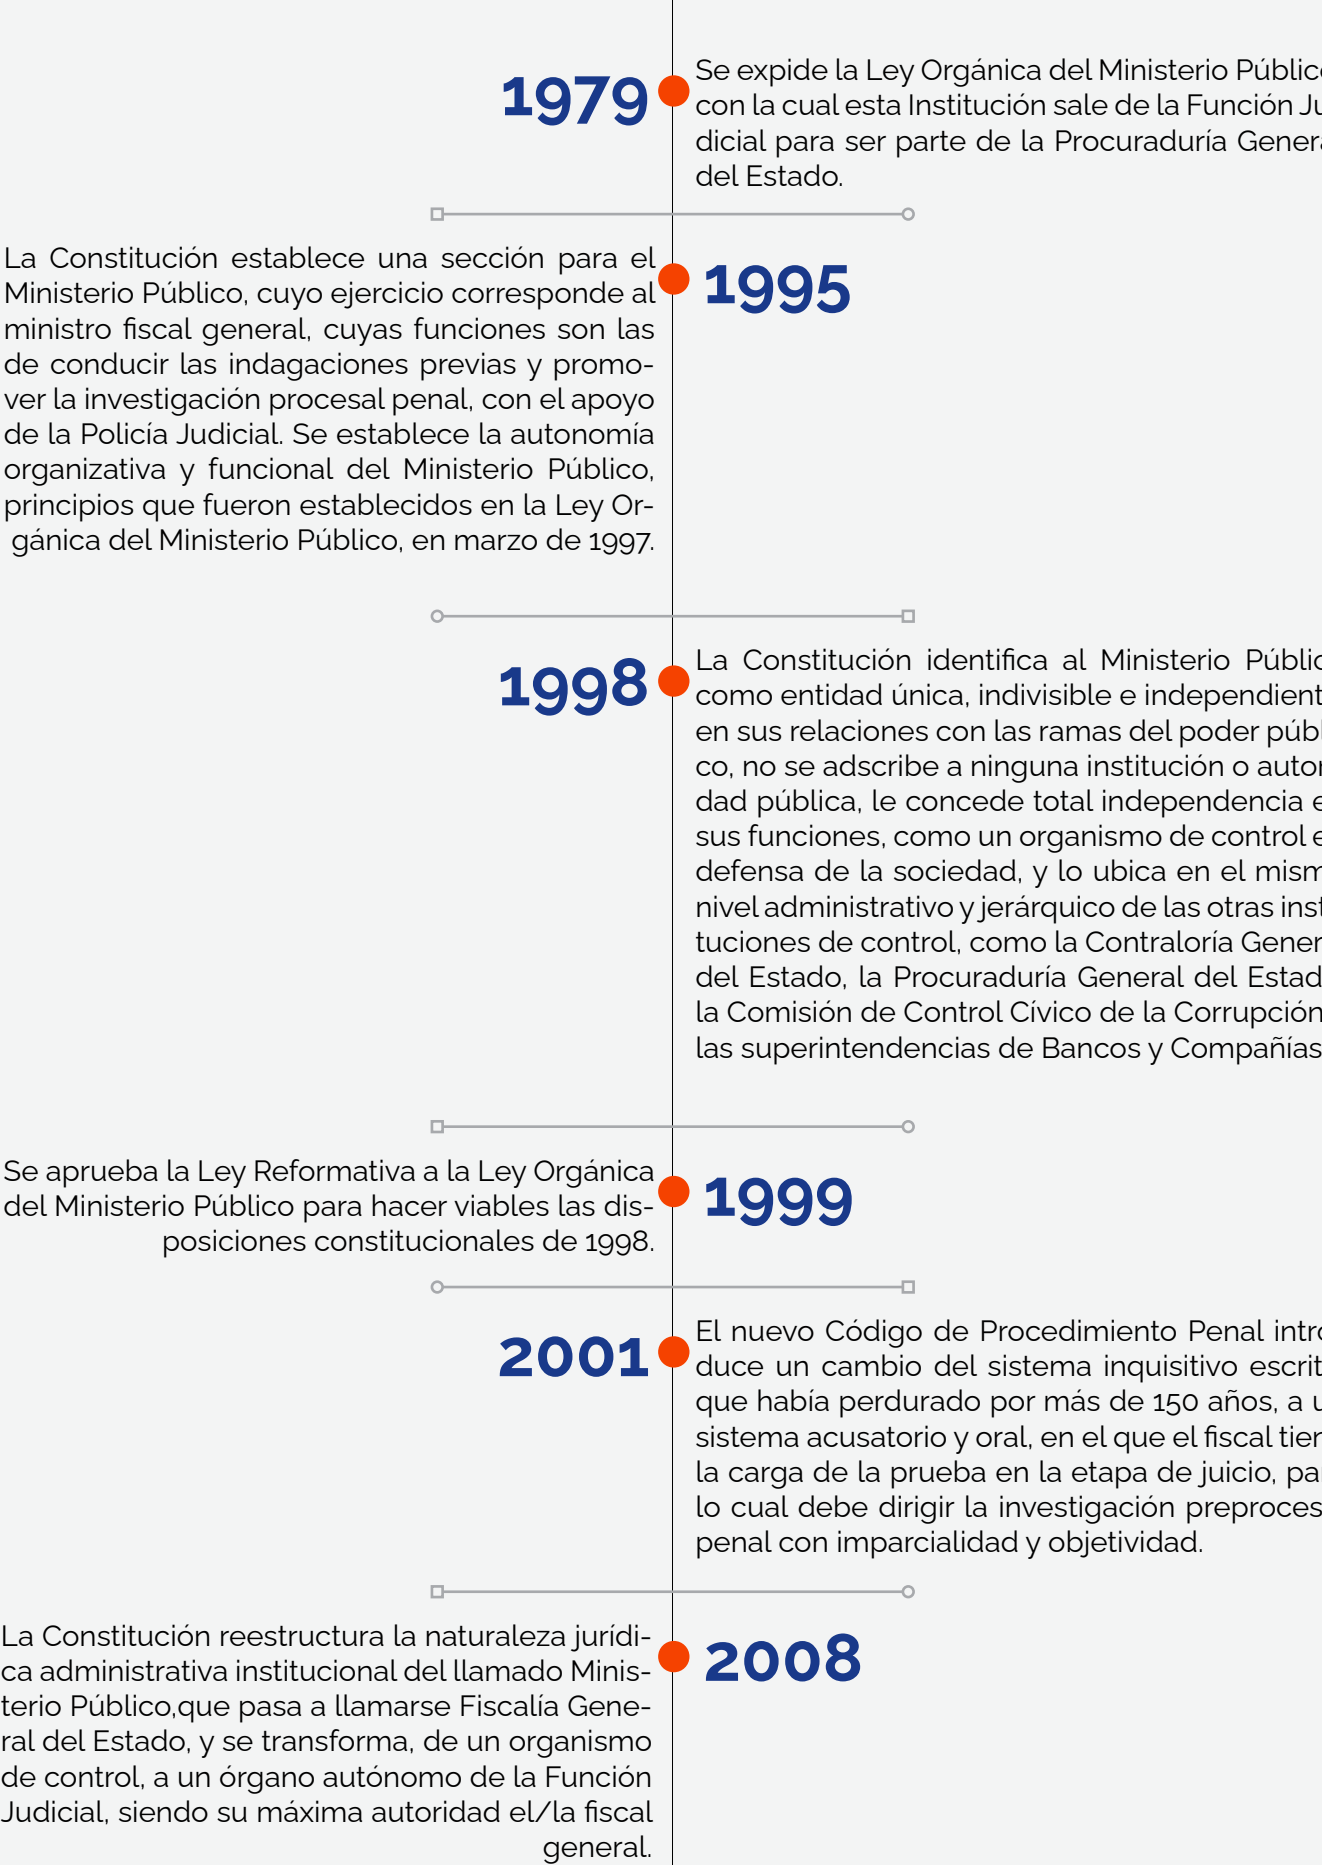 1979
Se expide la Ley Orgánica del Ministerio Público
con la cual esta Institución sale de la Función Ju
dicial para ser parte de la Procuraduría Genera
del Estado.
1995
La Constitución establece una sección para el
Ministerio Público, cuyo ejercicio corresponde al
ministro fiscal general, cuyas funciones son las
de conducir las indagaciones previas y promo-
ver la investigación procesal penal, con el apoyo
de la Policía Judicial. Se establece la autonomía
organizativa y funcional del Ministerio Público,
principios que fueron establecidos en la Ley Or-
gánica del Ministerio Público, en marzo de 1997.
1998
La Constitución identifica al Ministerio Públic
como entidad única, indivisible e independient
en sus relaciones con las ramas del poder públ
co, no se adscribe a ninguna institución o autor
dad pública, le concede total independencia e
sus funciones, como un organismo de control e
defensa de la sociedad, y lo ubica en el mism
nivel administrativo y jerárquico de las otras inst
tuciones de control, como la Contraloría Gener
del Estado, la Procuraduría General del Estad
la Comisión de Control Cívico de la Corrupción
las superintendencias de Bancos y Compañías
1999
Se aprueba la Ley Reformativa a la Ley Orgánica
del Ministerio Público para hacer viables las dis-
posiciones constitucionales de 1998.
2001
El nuevo Código de Procedimiento Penal intro
duce un cambio del sistema inquisitivo escrit
que había perdurado por más de 150 años, a u
sistema acusatorio y oral, en el que el fiscal tien
la carga de la prueba en la etapa de juicio, par
lo cual debe dirigir la investigación preproces
penal con imparcialidad y objetividad.
2008
La Constitución reestructura la naturaleza jurídi-
ca administrativa institucional del llamado Minis-
terio Público,que pasa a llamarse Fiscalía Gene-
ral del Estado, y se transforma, de un organismo
de control, a un órgano autónomo de la Función
Judicial, siendo su máxima autoridad el/la fiscal
general.